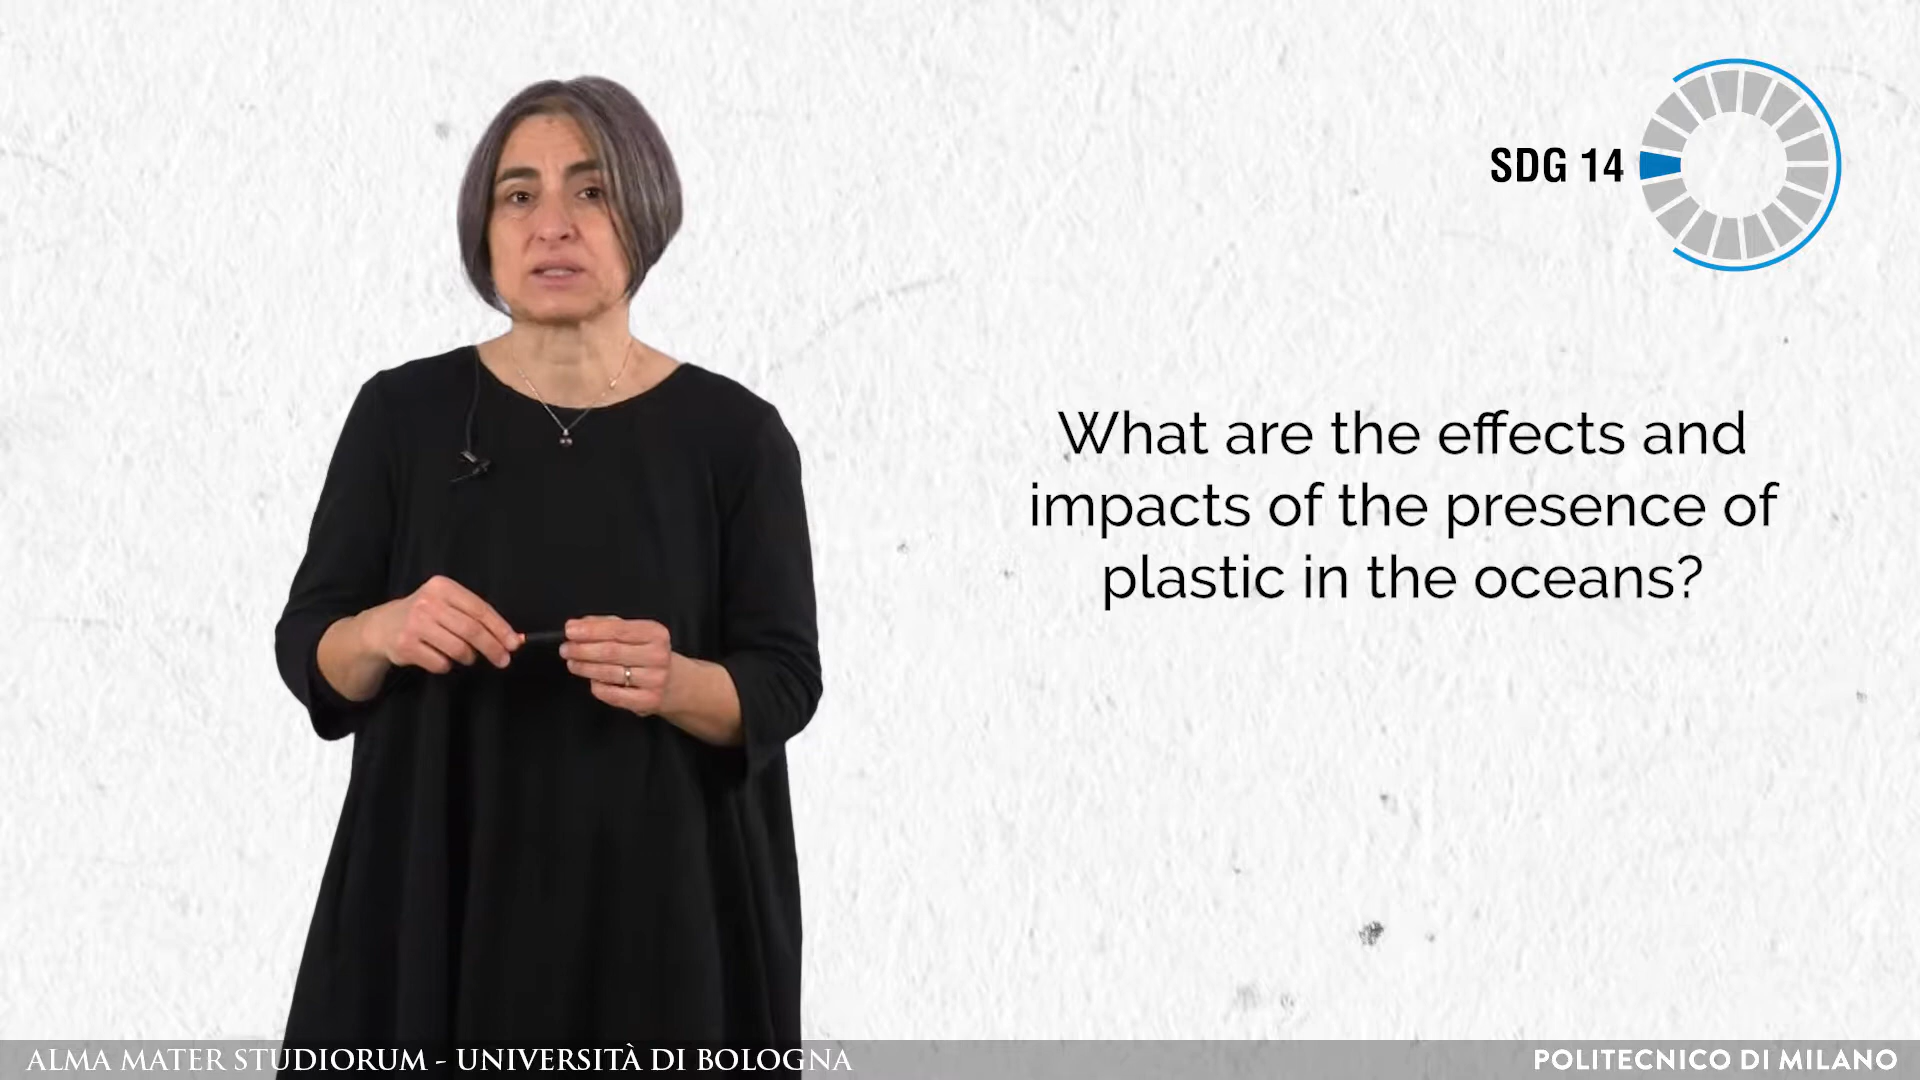 SDG 14
What are the effects and
impacts of the presence of
plastic in the oceans?
ALMA MATER STUDIORUM - UNIVERSITÀ DI BOLOGNA
POLITECNICO DI MILANO